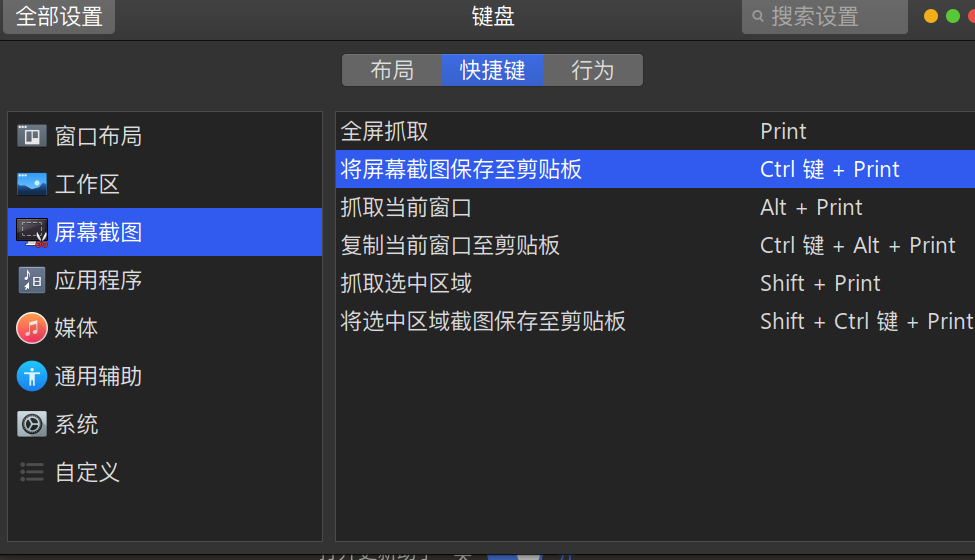 全部设置
键盘
搜索设置
布局
快捷键
行为
窗口布局
工作区
屏幕截图
应用程序
媒体
通用辅助
系统
自定义
全屏抓取 Print
将屏幕截图保存至剪贴板 Ctrl 键 + Print
抓取当前窗口 Alt + Print
复制当前窗口至剪贴板 Ctrl 键 + Alt + Print
抓取选中区域 Shift + Print
将选中区域截图保存至剪贴板 Shift + Ctrl 键 + Print